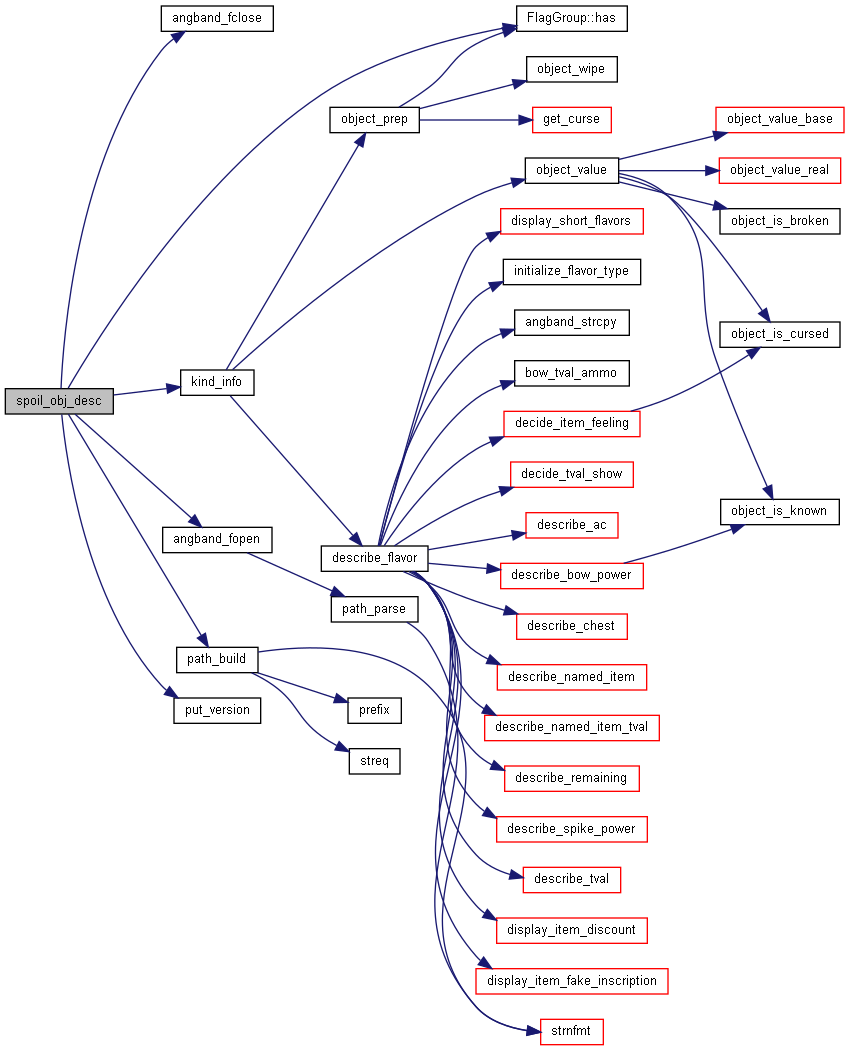 angband_fclose
FlagGroup::has
object_wipe
object_prep
get_curse
object_value_base
object_value
object_value_real
display_short_flavors
object_is_broken
initialize_flavor_type
angband_strcpy
object_is_cursed
bow_tval_ammo
kind_info
spoil_obj_desc
decide_item_feeling
decide_tval_show
object_is_known
describe_ac
angband_fopen
describe_flavor
describe_bow_power
path_parse
describe_chest
path_build
describe_named_item
put_version
prefix
describe_named_item_tval
streq
describe_remaining
describe_spike_power
describe_tval
display_item_discount
display_item_fake_inscription
strnfmt